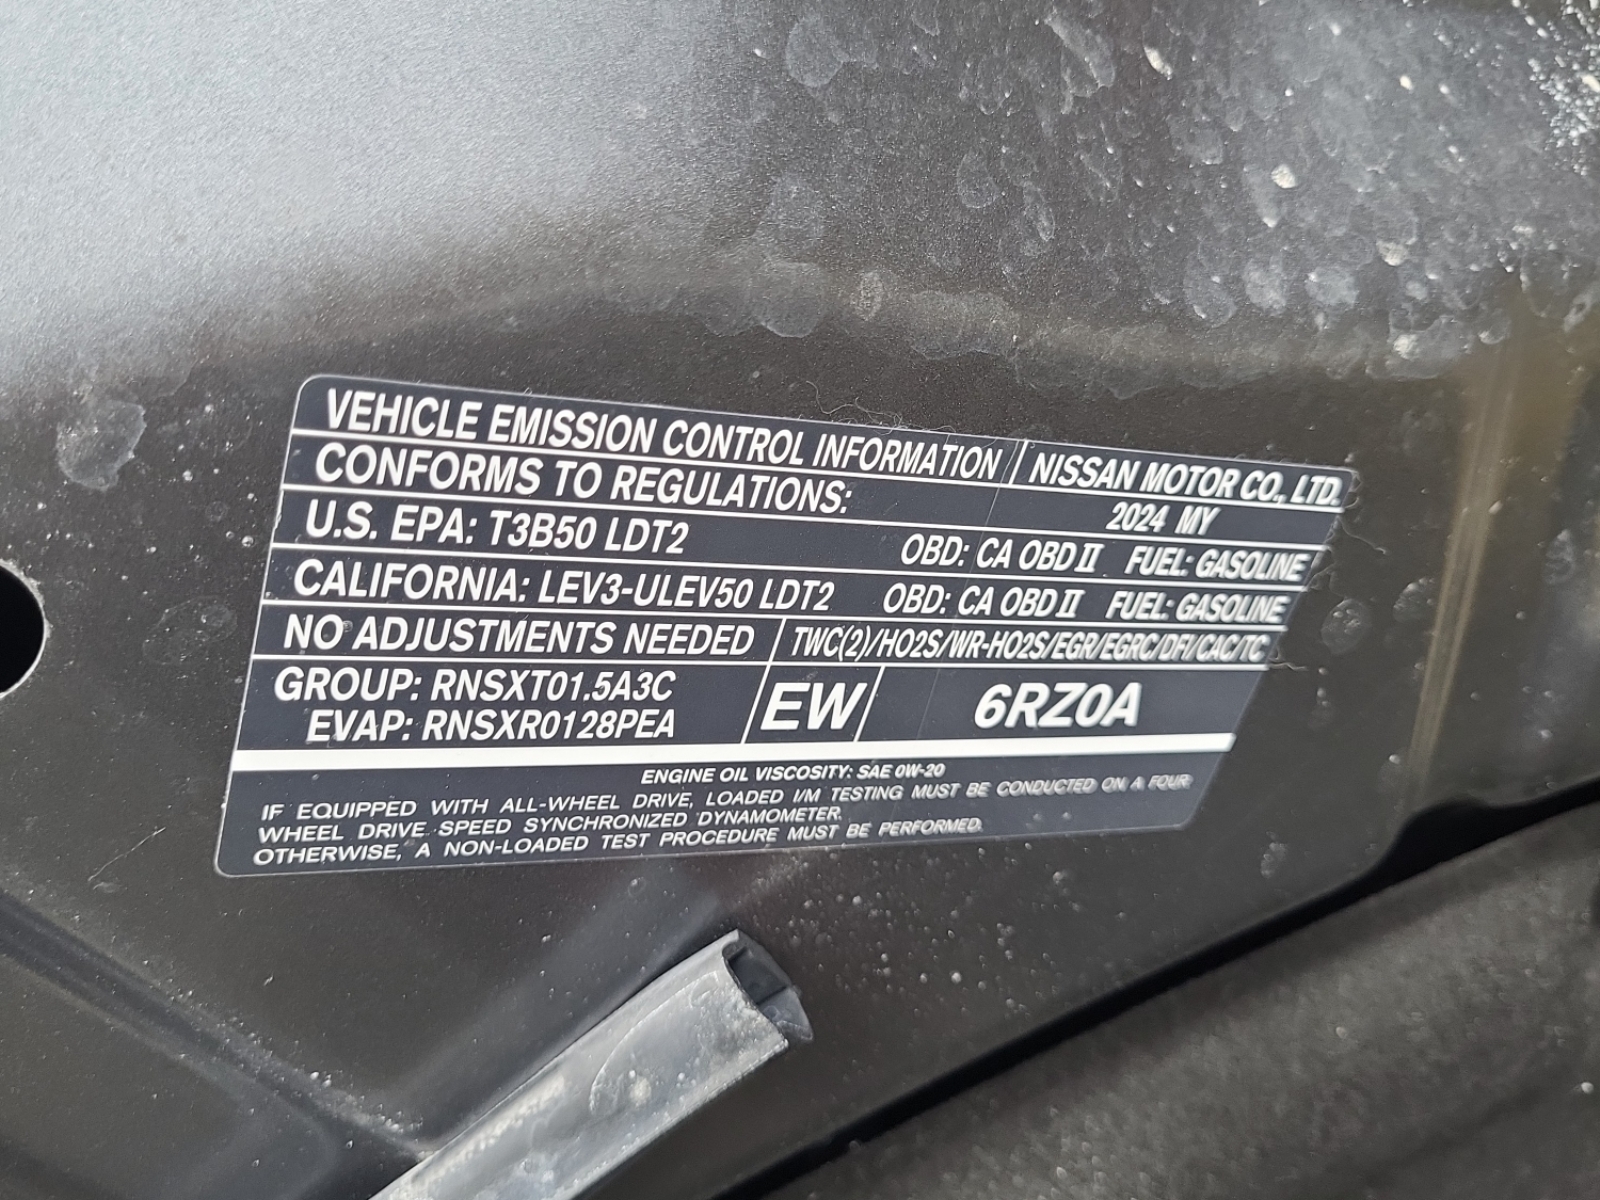 VEHICLE EMISSION CONTROL INFORMATION
NISSAN MOTOR CO., LTD.
CONFORMS TO REGULATIONS:
2024 MY
U.S. EPA: T3B50 LDT2
OBD: CA OBD II FUEL: GASOLINE
CALIFORNIA: LEV3-ULEV50 LDT2
OBD: CA OBD II FUEL: GASOLINE
NO ADJUSTMENTS NEEDED
TWC(2)/HO2S/WR-HO2S/EGR/EGRC/DFI/CAC/TC
GROUP: RNSXT01.5A3C
EVAP: RNSXR0128PEA
EW
6RZ0A
ENGINE OIL VISCOSITY: SAE 0W-20
IF EQUIPPED WITH ALL-WHEEL DRIVE, LOADED I/M TESTING MUST BE CONDUCTED ON A FOUR
WHEEL DRIVE SPEED SYNCHRONIZED DYNAMOMETER.
OTHERWISE, A NON-LOADED TEST PROCEDURE MUST BE PERFORMED.